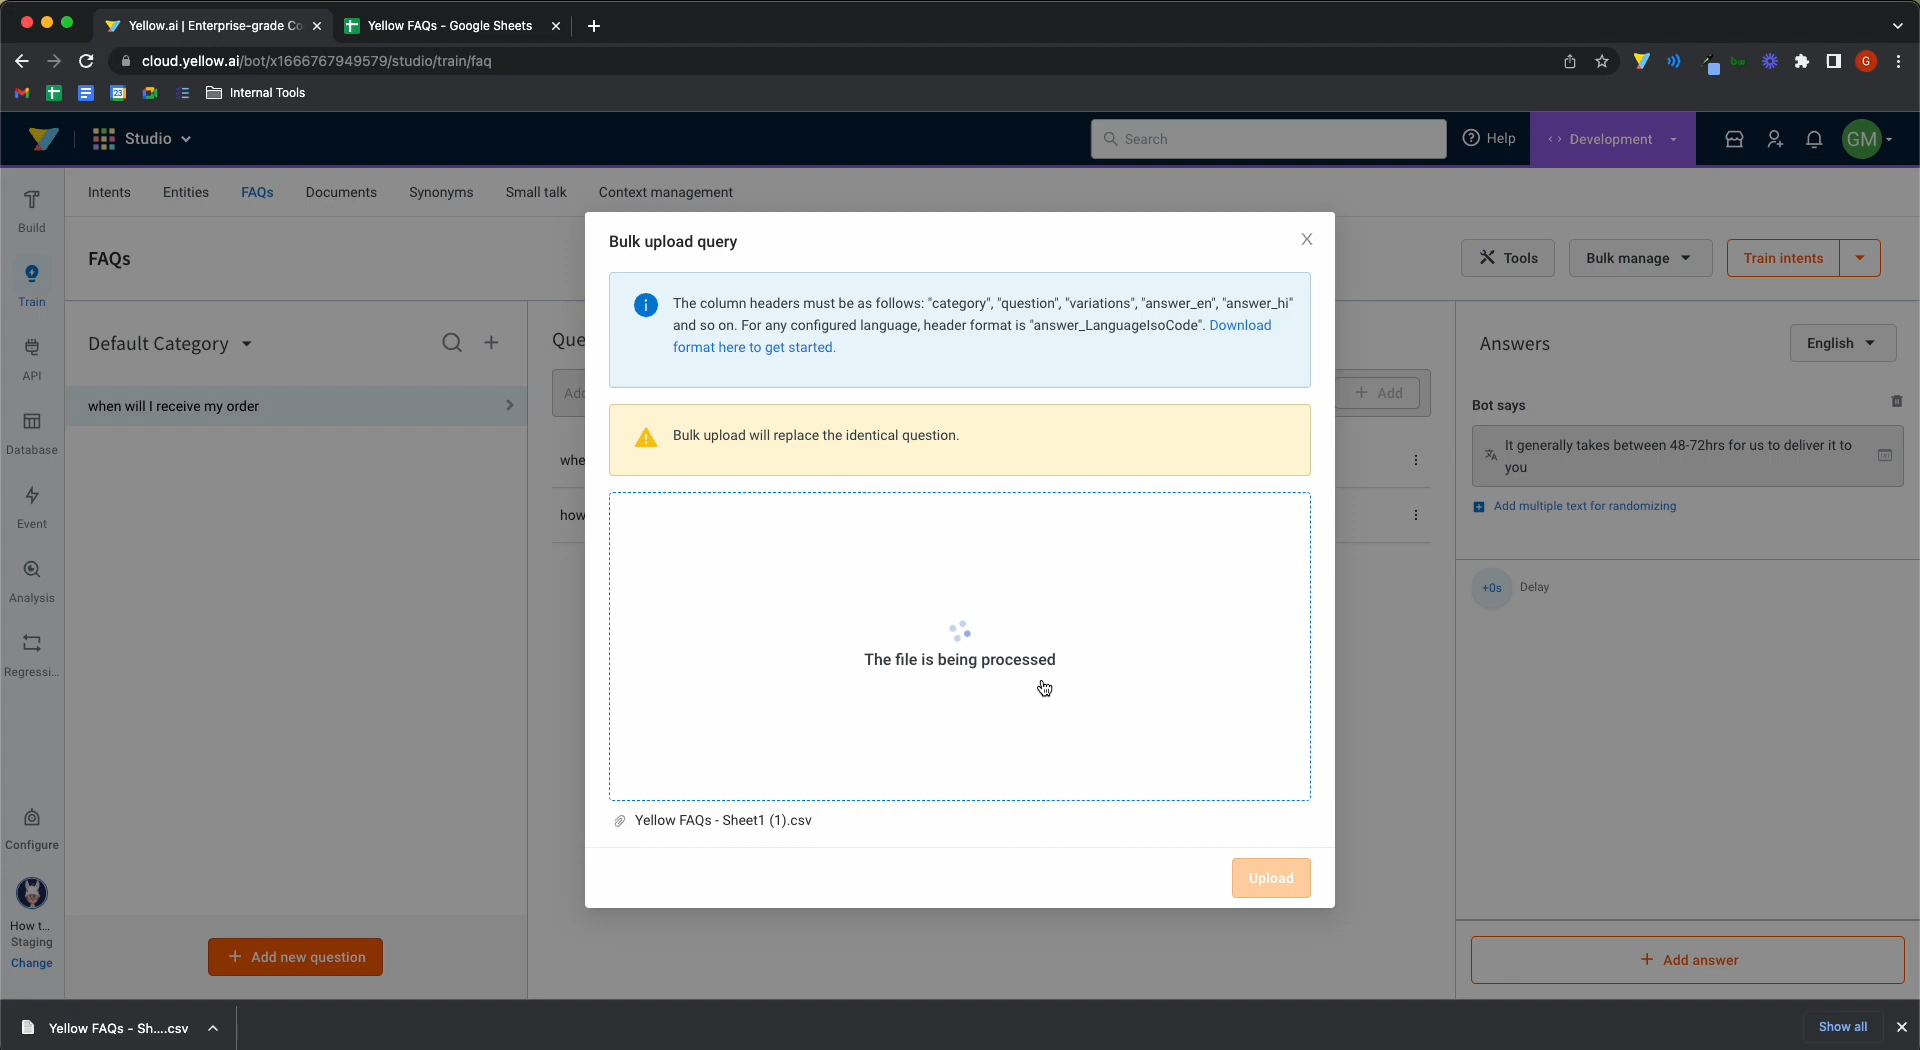 Yellow.ai | Enterprise-grade Co
Yellow FAQs - Google Sheets
cloud.yellow.ai/bot/x1666767949579/studio/train/faq
G
23
Internal Tools
Studio
Search
Help
Development
GM
Intents
Entities
FAQs
Documents
Synonyms
Small talk
Context management
Build
Train
API
Database
Event
Analysis
Regressi...
Configure
How t...
Staging
Change
FAQs
Tools
Bulk manage
Train intents
Default Category
when will I receive my order
Add new question
Que
Add
whe
how
Add
Bulk upload query
The column headers must be as follows: "category", "question", "variations", "answer_en", "answer_hi"
and so on. For any configured language, header format is "answer_LanguageIsoCode". Download
format here to get started.
Bulk upload will replace the identical question.
The file is being processed
Yellow FAQs - Sheet1 (1).csv
Upload
Answers
English
Bot says
It generally takes between 48-72hrs for us to deliver it to
you
Add multiple text for randomizing
+0s
Delay
Add answer
Yellow FAQs - Sh....csv
Show all